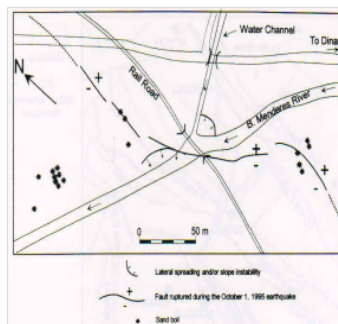 Water Channel
To Dina
N
Rail Road
+
-
B. Menderes River
+
-
+
-
0 50 m
Lateral spreading and/or slope instability
+
-
Fault ruptured during the October 1, 1995 earthquake
Sand boil